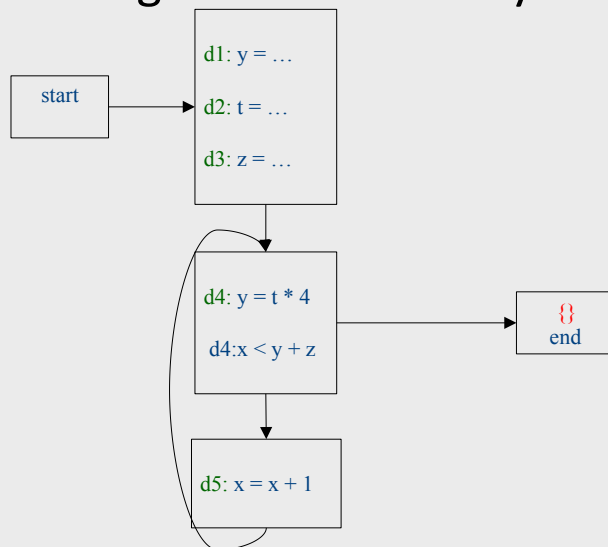 start
d1: y = …
d2: t = …
d3: z = …
d4: y = t * 4
d4:x < y + z
{}
end
d5: x = x + 1